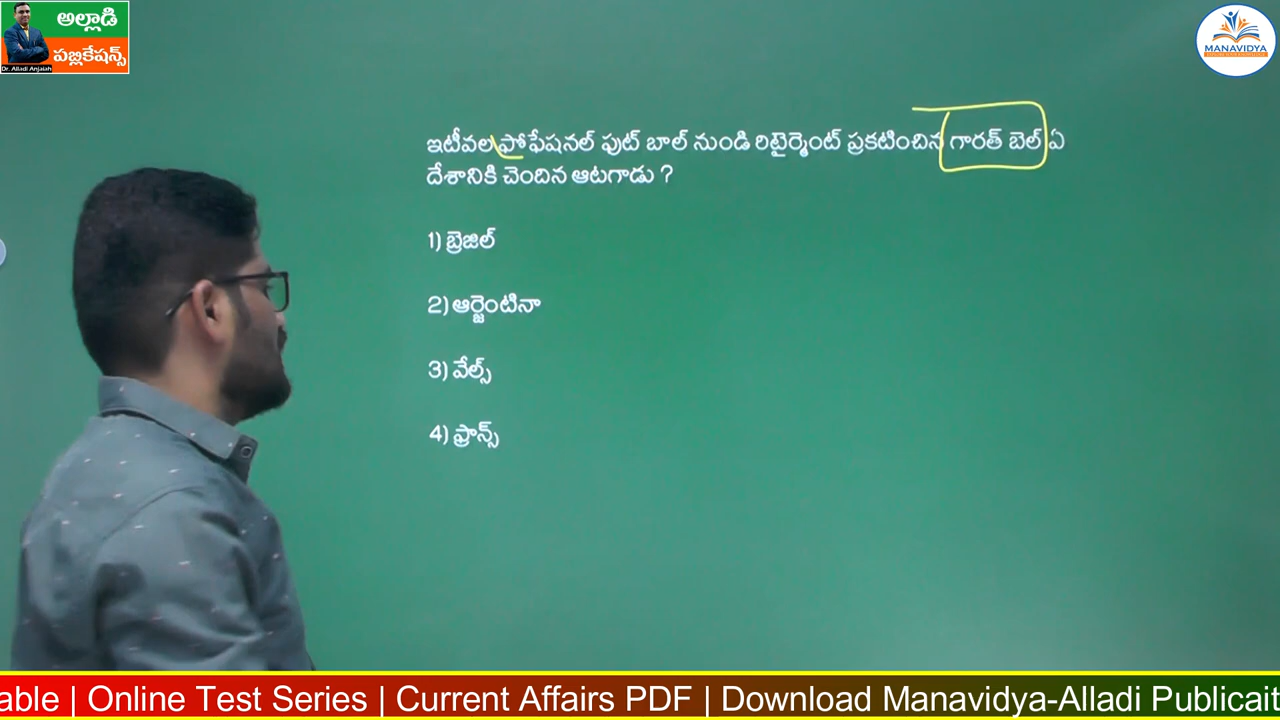 అల్లాడి
పబ్లికేషన్స్
Dr. Alladi Anjaiah
MANAVIDYA
ఇటీవల ఫ్రోఫేషనల్ ఫుట్ బాల్ నుండి రిటైర్మెంట్ ప్రకటించిన గారత్ బెల్ ఏ
దేశానికి చెందిన ఆటగాడు ?
1) బ్రెజిల్
2) ఆర్జెంటినా
3) వేల్స్
4) ఫ్రాన్స్
able | Online Test Series | Current Affairs PDF | Download Manavidya-Alladi Publicait